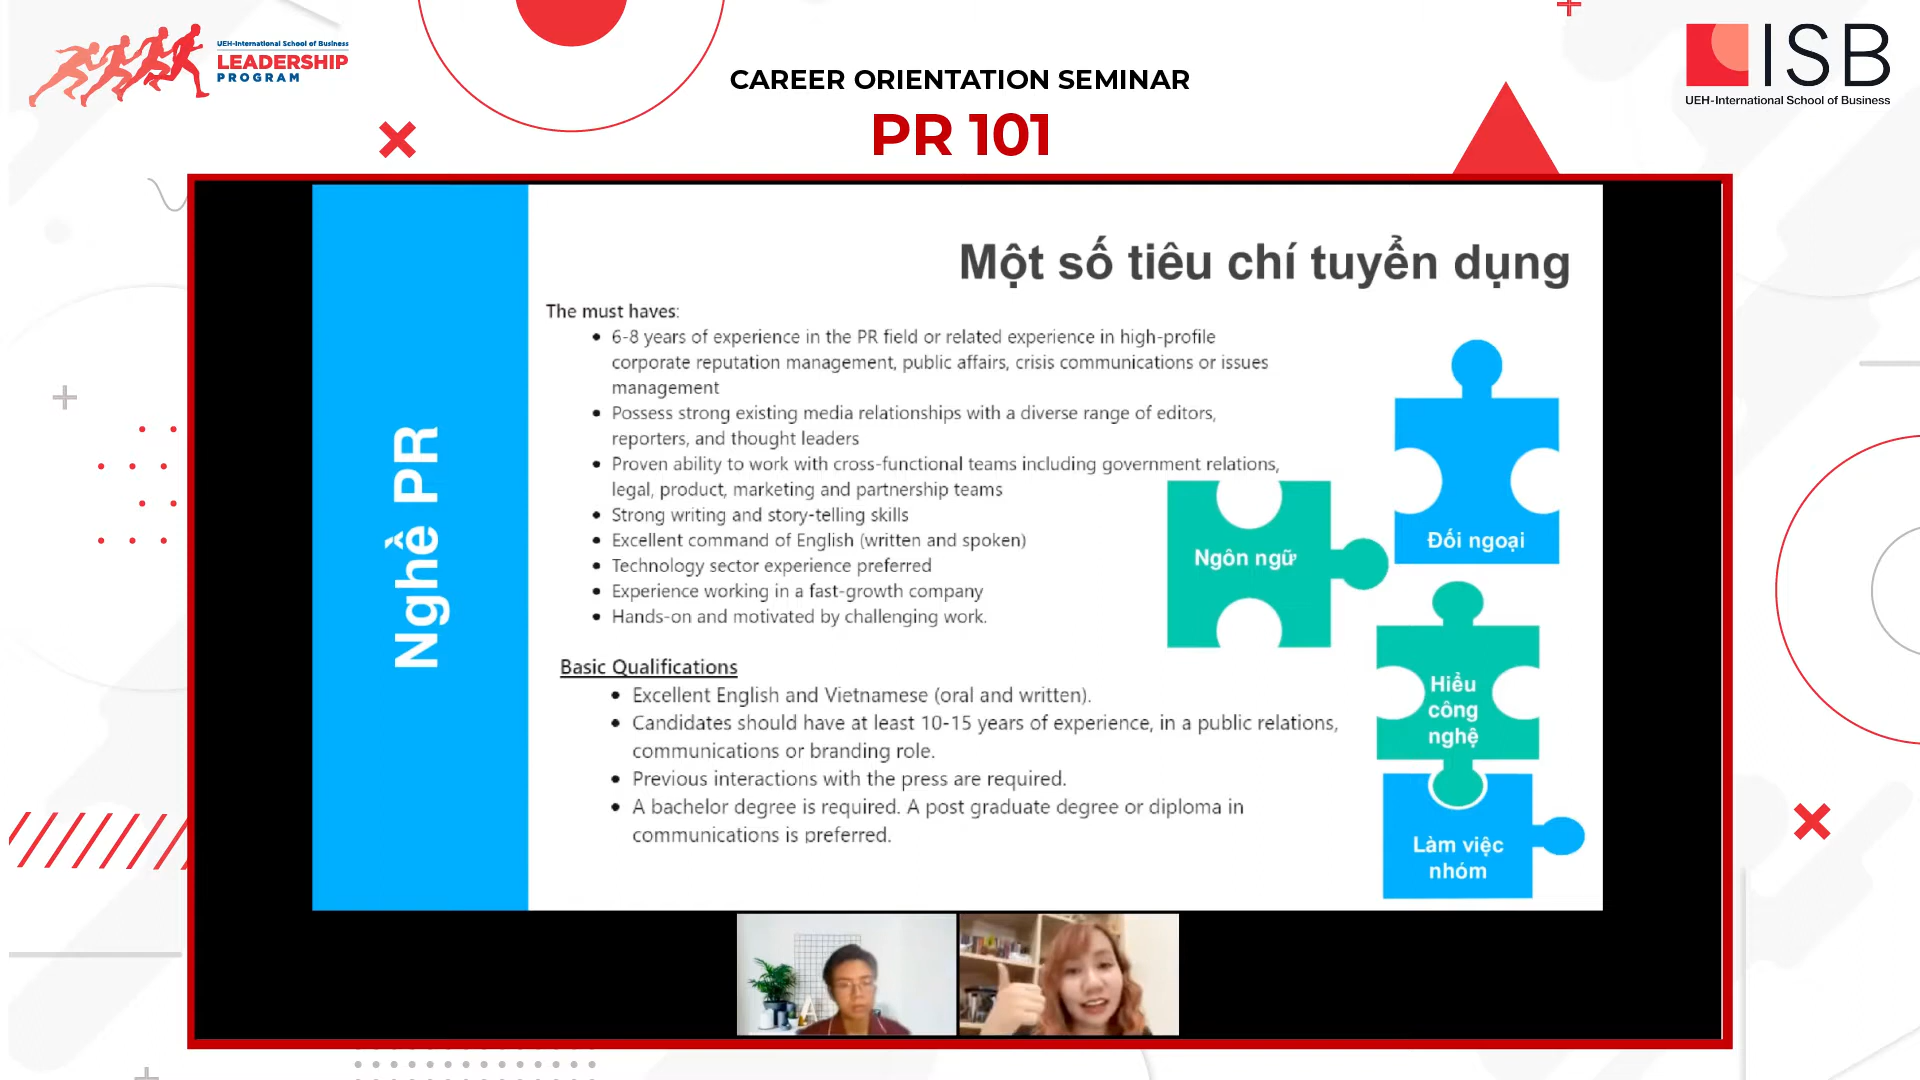 UEH-International School of Business
LEADERSHIP
PROGRAM
CAREER ORIENTATION SEMINAR
PR 101
ISB
UEH-International School of Business
Nghề PR
Một số tiêu chí tuyển dụng
The must haves:
• 6-8 years of experience in the PR field or related experience in high-profile
corporate reputation management, public affairs, crisis communications or issues
management
• Possess strong existing media relationships with a diverse range of editors,
reporters, and thought leaders
• Proven ability to work with cross-functional teams including government relations,
legal, product, marketing and partnership teams
• Strong writing and story-telling skills
• Excellent command of English (written and spoken)
• Technology sector experience preferred
• Experience working in a fast-growth company
• Hands-on and motivated by challenging work.
Basic Qualifications
• Excellent English and Vietnamese (oral and written).
• Candidates should have at least 10-15 years of experience, in a public relations,
communications or branding role.
• Previous interactions with the press are required.
• A bachelor degree is required. A post graduate degree or diploma in
communications is preferred.
Đối ngoại
Ngôn ngữ
Hiểu
công
nghệ
Làm việc
nhóm
A